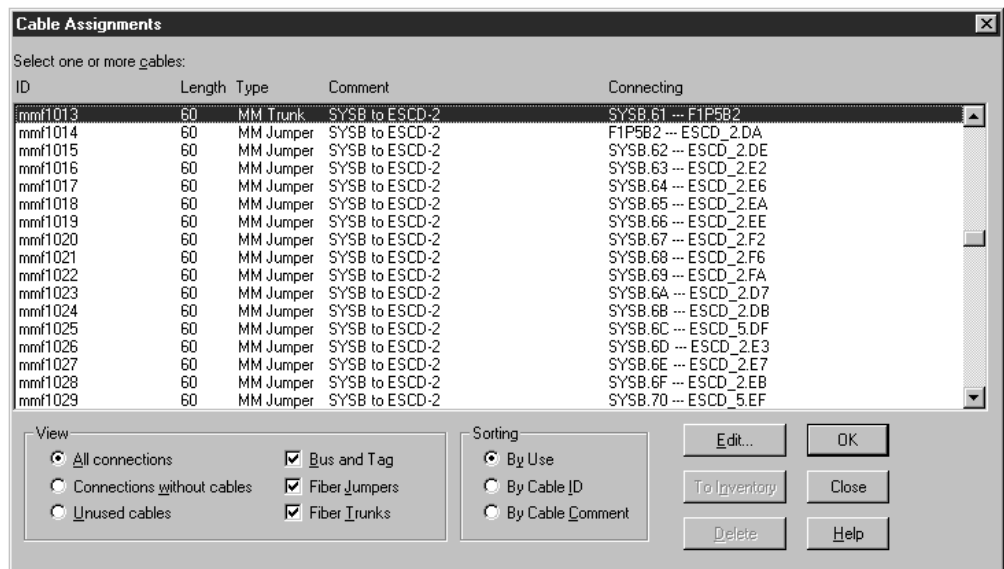 Cable Assignments
Select one or more cables:
ID Length Type Comment Connecting
mmf1013 60 MM Trunk SYSB to ESCD-2 SYSB.61 --- F1P5B2
mmf1014 60 MM Jumper SYSB to ESCD-2 F1P5B2 --- ESCD_2.DA
mmf1015 60 MM Jumper SYSB to ESCD-2 SYSB.62 --- ESCD_2.DE
mmf1016 60 MM Jumper SYSB to ESCD-2 SYSB.63 --- ESCD_2.E2
mmf1017 60 MM Jumper SYSB to ESCD-2 SYSB.64 --- ESCD_2.E6
mmf1018 60 MM Jumper SYSB to ESCD-2 SYSB.65 --- ESCD_2.EA
mmf1019 60 MM Jumper SYSB to ESCD-2 SYSB.66 --- ESCD_2.EE
mmf1020 60 MM Jumper SYSB to ESCD-2 SYSB.67 --- ESCD_2.F2
mmf1021 60 MM Jumper SYSB to ESCD-2 SYSB.68 --- ESCD_2.F6
mmf1022 60 MM Jumper SYSB to ESCD-2 SYSB.69 --- ESCD_2.FA
mmf1023 60 MM Jumper SYSB to ESCD-2 SYSB.6A --- ESCD_2.D7
mmf1024 60 MM Jumper SYSB to ESCD-2 SYSB.6B --- ESCD_2.DB
mmf1025 60 MM Jumper SYSB to ESCD-2 SYSB.6C --- ESCD_5.DF
mmf1026 60 MM Jumper SYSB to ESCD-2 SYSB.6D --- ESCD_2.E3
mmf1027 60 MM Jumper SYSB to ESCD-2 SYSB.6E --- ESCD_2.E7
mmf1028 60 MM Jumper SYSB to ESCD-2 SYSB.6F --- ESCD_2.EB
mmf1029 60 MM Jumper SYSB to ESCD-2 SYSB.70 --- ESCD_5.EF
View
All connections
Connections without cables
Unused cables
Bus and Tag
Fiber Jumpers
Fiber Trunks
Sorting
By Use
By Cable ID
By Cable Comment
Edit... OK
To Inventory Close
Delete Help